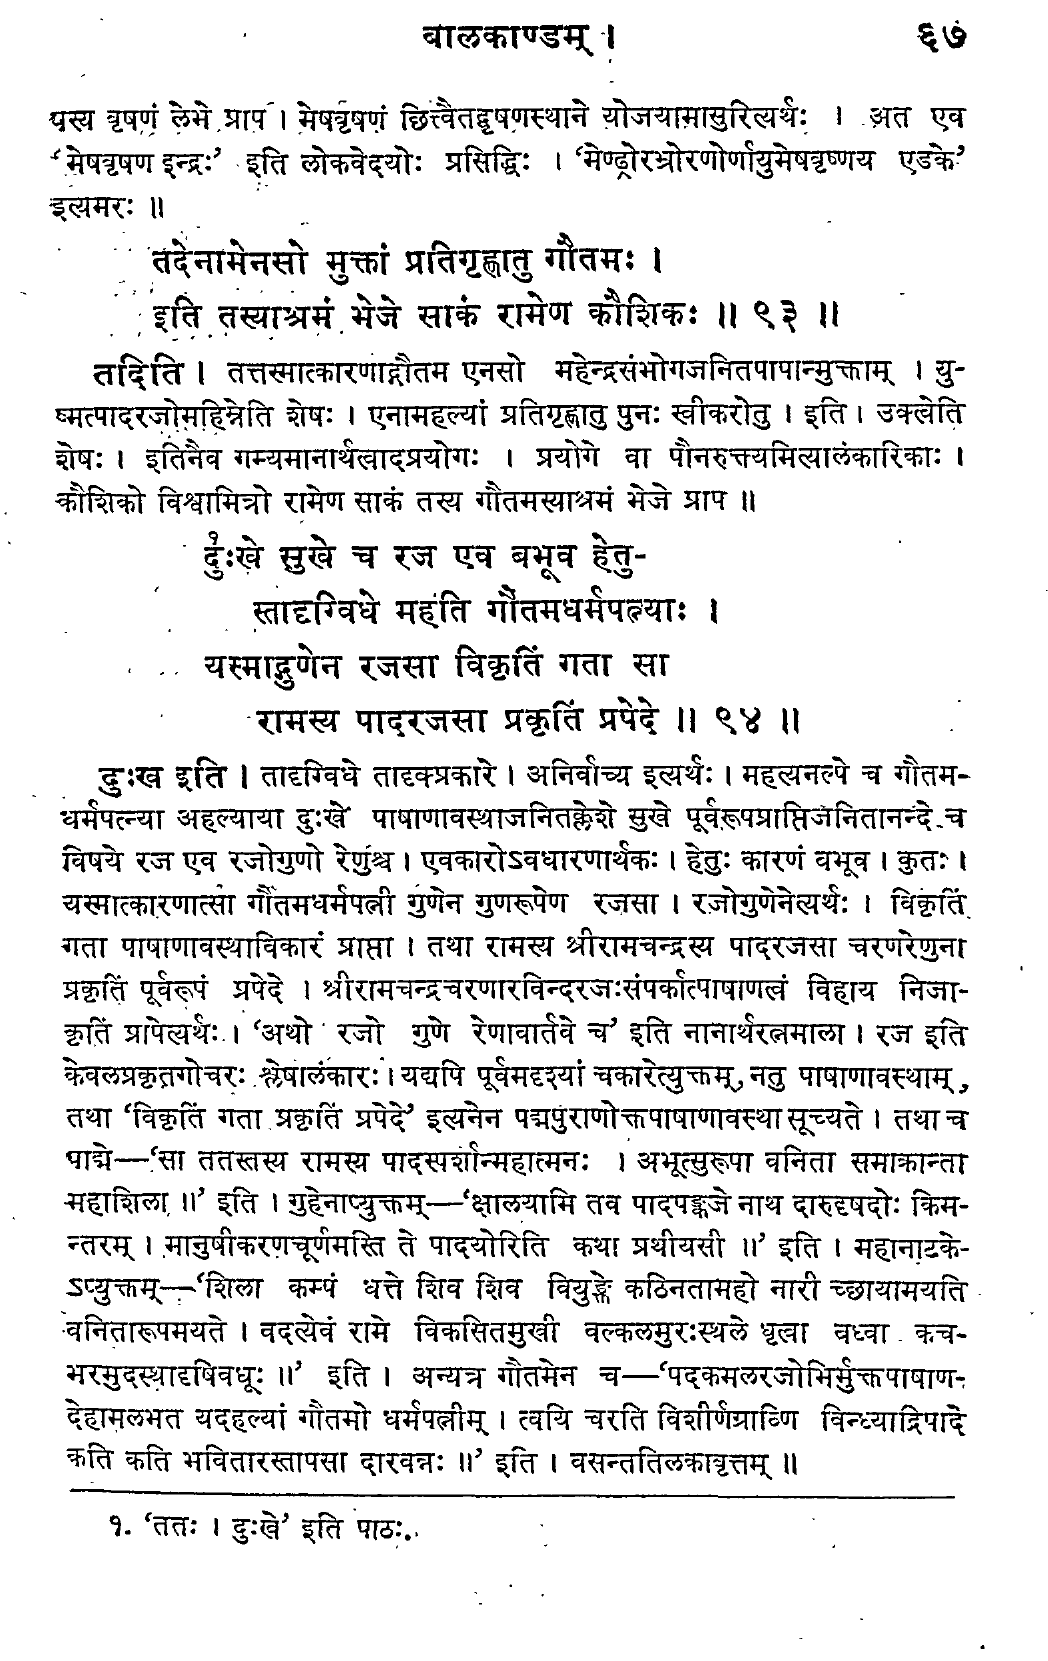 बालकाण्डम् । ६७
यस्य वृषणं लेभे प्राप । मेषवृषणं छित्त्वैतद्वृषणस्थाने योजयामासुरित्यर्थः । अत एव
‘मेषवृषण इन्द्रः’ इति लोकवेदयोः प्रसिद्धिः । ‘मेण्ढ्रोरभ्रोरणोर्णायुमेषवृष्णय एडके’
इत्यमरः ॥
तदेनामेनसो मुक्तां प्रतिगृह्णातु गौतमः ।
इति तस्याश्रमं भेजे साकं रामेण कौशिकः ॥ ९३ ॥
तदिति । तत्तस्मात्कारणाद्गौतम एनसो महेन्द्रसंभोगजनितपापान्मुक्ताम् । यु-
ष्मत्पादरजोमहिम्नेति शेषः । एनामहल्यां प्रतिगृह्णातु पुनः स्वीकरोतु । इति । उक्त्वेति
शेषः । इतिनैव गम्यमानार्थत्वादप्रयोगः । प्रयोगे वा पौनरुक्त्यमित्यालंकारिकाः ।
कौशिको विश्वामित्रो रामेण साकं तस्य गौतमस्याश्रमं भेजे प्राप ॥
१दुःखे सुखे च रज एव बभूव हेतु-
स्तादृग्विधे महति गौतमधर्मपत्न्याः ।
यस्माद्गुणेन रजसा विकृतिं गता सा
रामस्य पादरजसा प्रकृतिं प्रपेदे ॥ ९४ ॥
दुःख इति । तादृग्विधे तादृक्प्रकारे । अनिर्वाच्य इत्यर्थः । महत्यनल्पे च गौतम-
धर्मपत्न्या अहल्याया दुःखे पाषाणावस्थाजनितक्लेशे सुखे पूर्वरूपप्राप्तिजनितानन्दे च
विषये रज एव रजोगुणो रेणुश्च । एवकारोऽवधारणार्थकः । हेतुः कारणं बभूव । कुतः ।
यस्मात्कारणात्सा गौतमधर्मपत्नी गुणेन गुणरूपेण रजसा । रजोगुणेनेत्यर्थः । विकृतिं
गता पाषाणावस्थाविकारं प्राप्ता । तथा रामस्य श्रीरामचन्द्रस्य पादरजसा चरणरेणुना
प्रकृतिं पूर्वरूपं प्रपेदे । श्रीरामचन्द्रचरणारविन्दरजःसंपर्कात्पाषाणत्वं विहाय निजा-
कृतिं प्रापेत्यर्थः । ‘अथो रजो गुणे रेणावार्तवे च’ इति नानार्थरत्नमाला । रज इति
केवलप्रकृतगोचरः श्लेषालंकारः । यद्यपि पूर्वमदृश्यां चकारेत्युक्तम्, नतु पाषाणावस्थाम्,
तथा ‘विकृतिं गता प्रकृतिं प्रपेदे’ इत्यनेन पद्मपुराणोक्तपाषाणावस्था सूच्यते । तथा च
पाद्मे—‘सा ततस्तस्य रामस्य पादस्पर्शान्महात्मनः । अभूत्सुरूपा वनिता समाक्रान्ता
महाशिला ॥’ इति । गुहेनाप्युक्तम्—‘क्षालयामि तव पादपङ्कजे नाथ दारुदृषदोः किम-
न्तरम् । मानुषीकरणचूर्णमस्ति ते पादयोरिति कथा प्रथीयसी ॥’ इति । महानाटके-
ऽप्युक्तम्—‘शिला कम्पं धत्ते शिव शिव वियुङ्क्ते कठिनतामहो नारी च्छायामयति
वनितारूपमयते । वदत्येवं रामे विकसितमुखी वल्कलमुरःस्थले धृत्वा बध्वा कच-
भरमुदस्थादृषिवधूः ॥’ इति । अन्यत्र गौतमेन च—‘पदकमलरजोभिर्मुक्तपाषाण-
देहामलभत यदहल्यां गौतमो धर्मपत्नीम् । त्वयि चरति विशीर्णग्राव्णि विन्ध्याद्रिपादे
कति कति भवितारस्तापसा दारवन्तः ॥’ इति । वसन्ततिलकावृत्तम् ॥
१. ‘ततः । दुःखे’ इति पाठः.